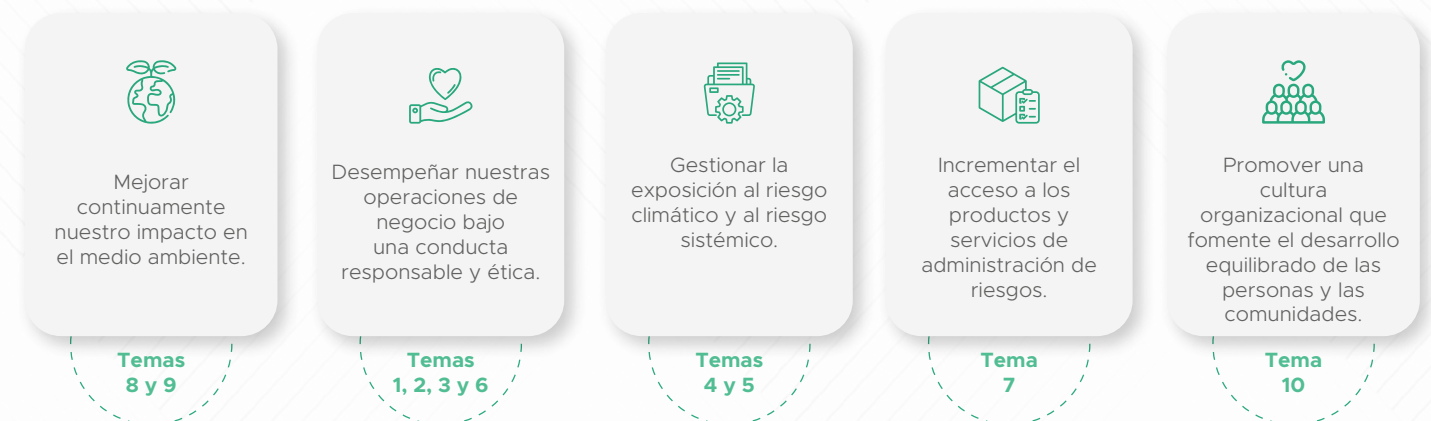 Mejorar
continuamente
nuestro impacto en
el medio ambiente.
Temas
8 y 9
Desempeñar nuestras
operaciones de
negocio bajo
una conducta
responsable y ética.
Temas
1, 2, 3 y 6
Gestionar la
exposición al riesgo
climático y al riesgo
sistémico.
Temas
4 y 5
Incrementar el
acceso a los
productos y
servicios de
administración de
riesgos.
Tema
7
Promover una
cultura
organizacional que
fomente el desarrollo
equilibrado de las
personas y las
comunidades.
Tema
10